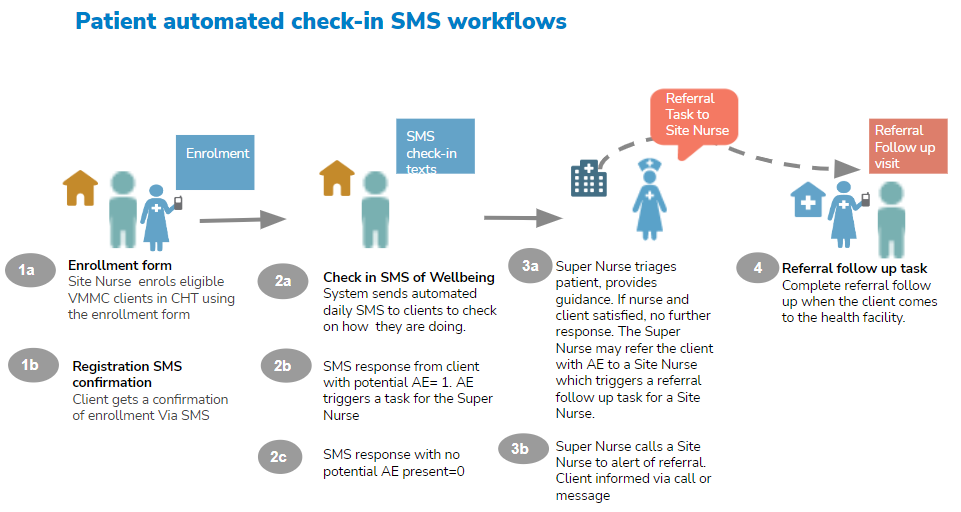 Patient automated check-in SMS workflows
Enrolment
SMS
check-in
texts
Referral
Task to
Site Nurse
Referral
Follow up
visit
1a
Enrollment form
Site Nurse enrols eligible
VMMC clients in CHT using
the enrollment form
1b
Registration SMS
confirmation
Client gets a confirmation
of enrollment Via SMS
2a
Check in SMS of Wellbeing
System sends automated
daily SMS to clients to check
on how they are doing.
2b
SMS response from client
with potential AE= 1. AE
triggers a task for the Super
Nurse
2c
SMS response with no
potential AE present=0
3a
Super Nurse triages
patient, provides
guidance. If nurse and
client satisfied, no further
response. The Super
Nurse may refer the client
with AE to a Site Nurse
which triggers a referral
follow up task for a Site
Nurse.
3b
Super Nurse calls a Site
Nurse to alert of referral.
Client informed via call or
message
4
Referral follow up task
Complete referral follow
up when the client comes
to the health facility.